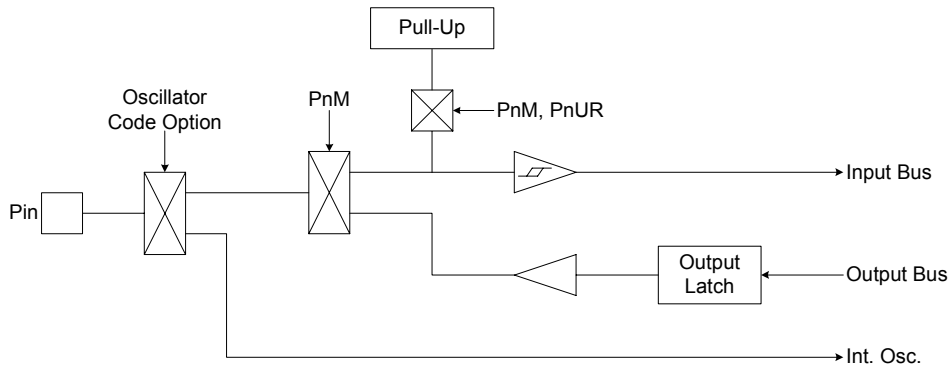 Pull-Up
Oscillator
Code Option
PnM
PnM, PnUR
Pin
Input Bus
Output
Latch
Output Bus
Int. Osc.